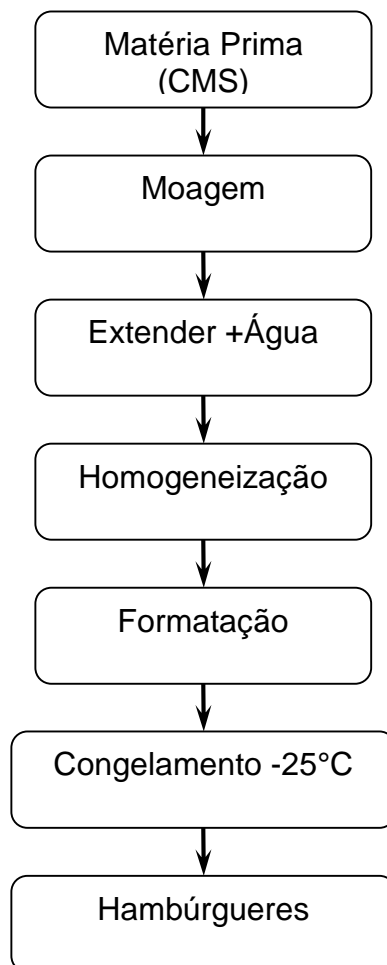 Matéria Prima
(CMS)
Moagem
Extender +Água
Homogeneização
Formatação
Congelamento -25°C
Hambúrgueres